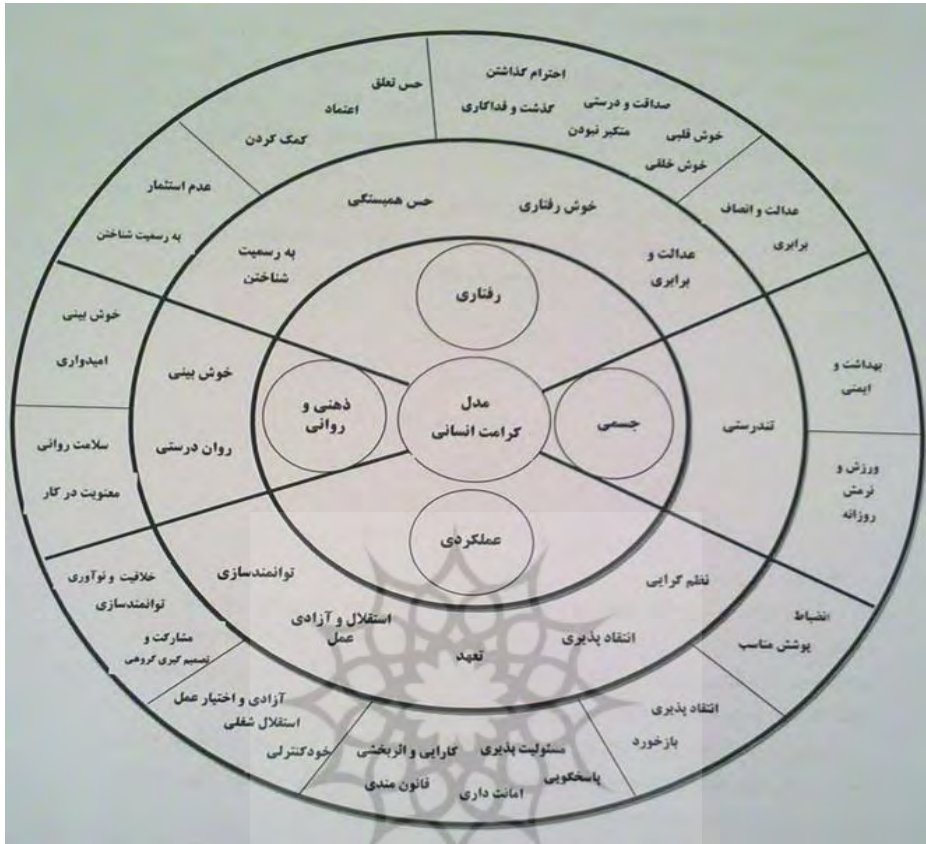 احترام گذاشتن
صداقت و درستی
گذشت و فداکاری
متکبر نبودن
خوش قلبی
خوش خلقی
حس تعلق
اعتماد
کمک کردن
عدم استثمار
به رسمیت شناختن
عدالت و انصاف
برابری
خوش رفتاری
حس همبستگی
به رسمیت
شناختن
عدالت و
برابری
رفتاری
خوش بینی
امیدواری
سلامت روانی
معنویت در کار
خوش بینی
روان درستی
ذهنی و
روانی
مدل
کرامت انسانی
جسمی
تندرستی
بهداشت و
ایمنی
ورزش و
نرمش
روزانه
عملکردی
نظم گرایی
انتقاد پذیری
تعهد
استقلال و آزادی
عمل
توانمندسازی
انضباط
پوشش مناسب
انتقاد پذیری
بازخورد
مسئولیت پذیری
کارایی و اثربخشی
پاسخگویی
امانت داری
قانون مندی
آزادی و اختیار عمل
استقلال شغلی
خودکنترلی
خلاقیت و نوآوری
توانمندسازی
مشارکت و
تصمیم گیری گروهی